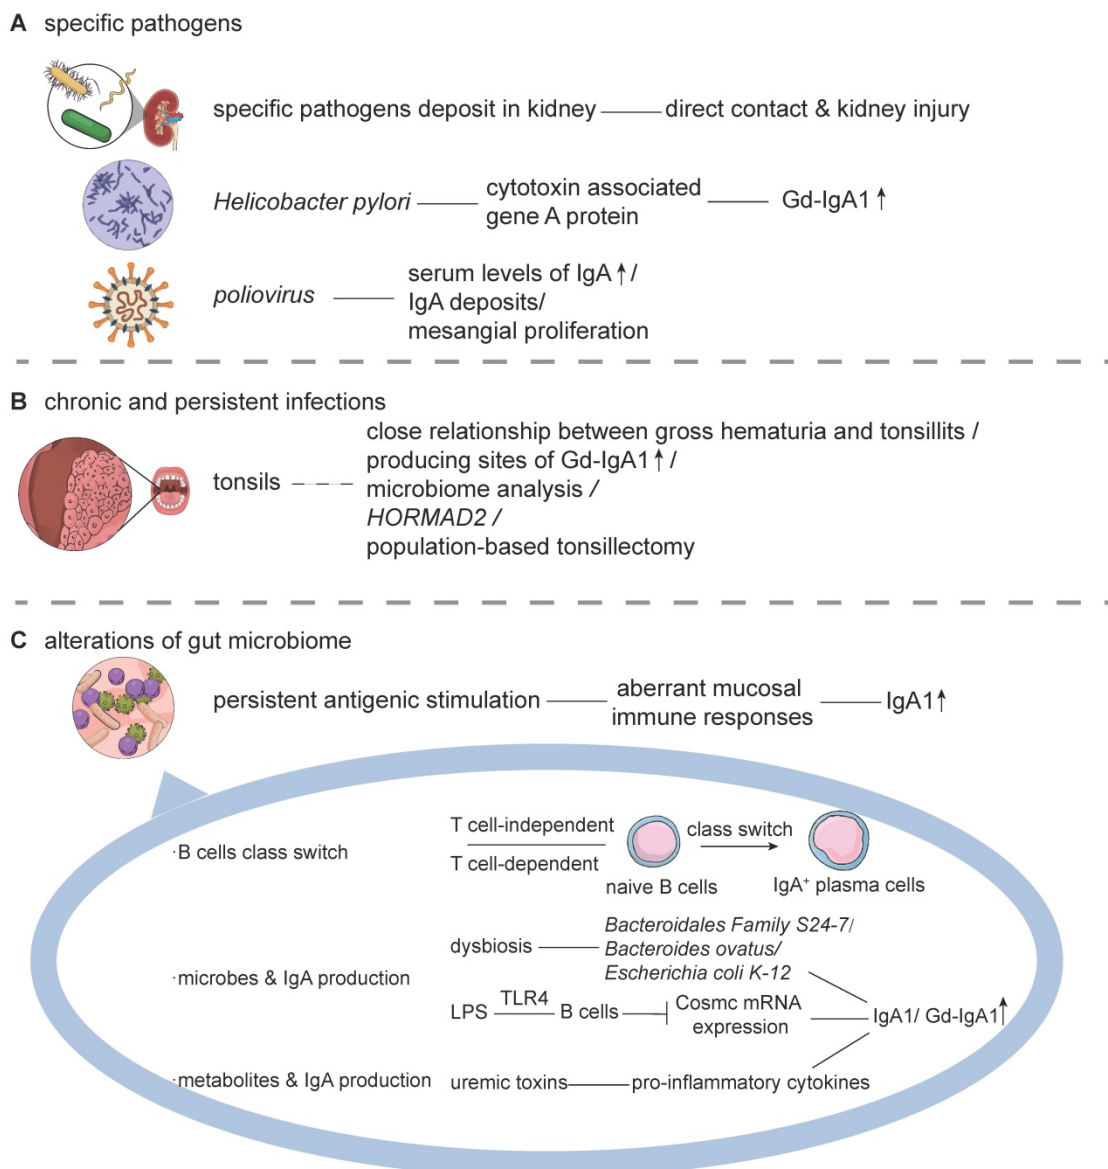 A specific pathogens
specific pathogens deposit in kidney direct contact & kidney injury
Helicobacter pylori cytotoxin associated gene A protein Gd-IgA1↑
poliovirus
serum levels of IgA↑/
IgA deposits/
mesangial proliferation
B chronic and persistent infections
tonsils
close relationship between gross hematuria and tonsillits /
producing sites of Gd-IgA1↑/
microbiome analysis /
HORMAD2 /
population-based tonsillectomy
C alterations of gut microbiome
persistent antigenic stimulation
aberrant mucosal
immune responses
IgA1↑
·B cells class switch
T cell-independent
T cell-dependent
naive B cells
class switch
IgA⁺ plasma cells
·microbes & IgA production
dysbiosis
Bacteroidales Family S24-7/
Bacteroides ovatus/
Escherichia coli K-12
LPS TLR4 B cells
Cosmc mRNA
expression
IgA1/ Gd-IgA1↑
·metabolites & IgA production
uremic toxins pro-inflammatory cytokines